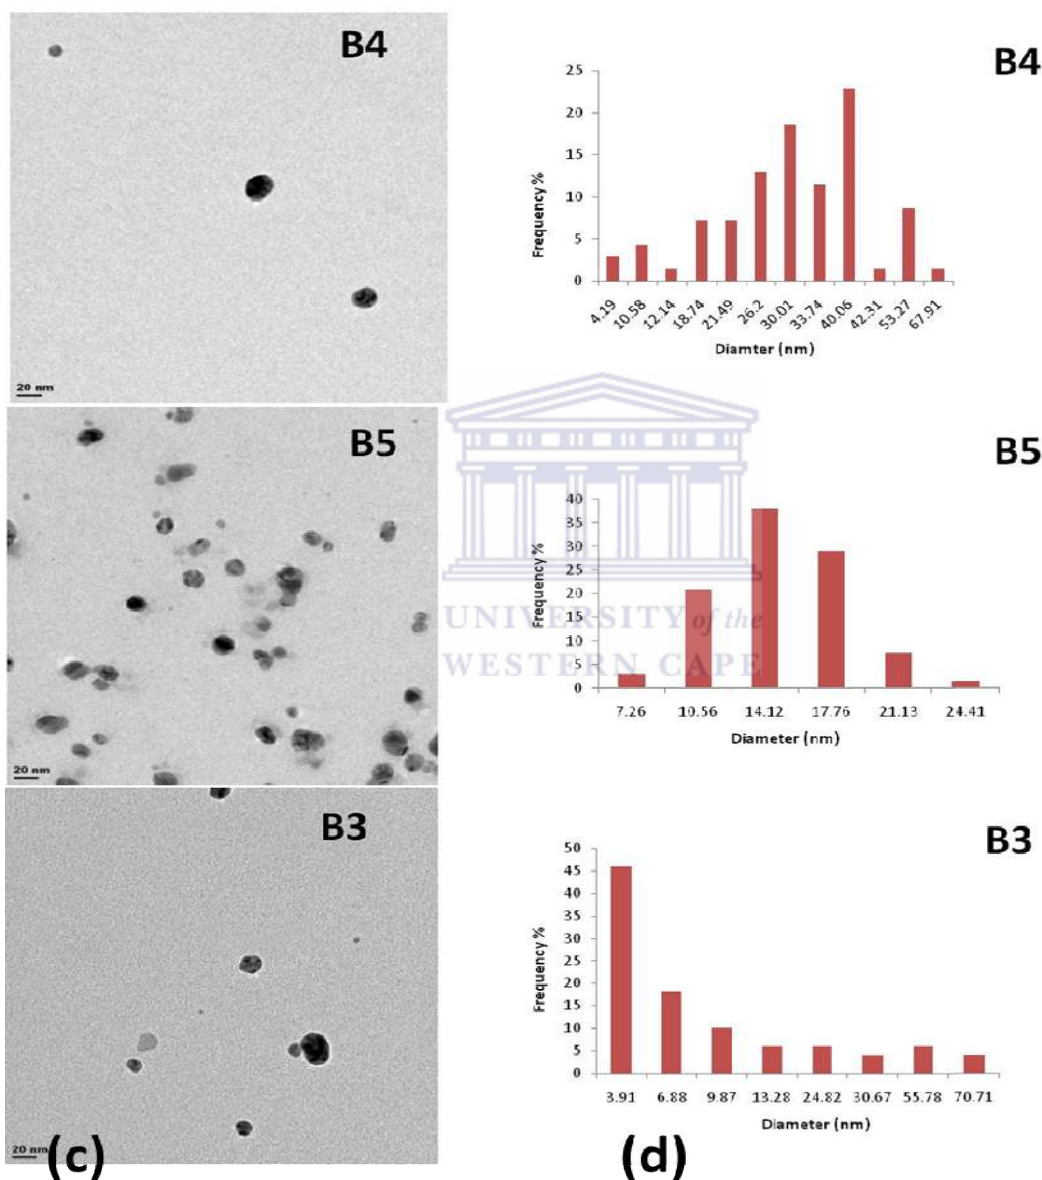 B4
20 nm
B4
25
20
15
10
5
0
Frequency %
4.19 10.58 12.14 18.74 21.49 26.2 30.01 33.74 40.06 42.31 53.27 67.91
Diamter (nm)
B5
20 nm
B5
40
35
30
25
20
15
10
5
0
Frequency %
7.26 10.56 14.12 17.76 21.13 24.41
Diameter (nm)
UNIVERSITY of the
WESTERN CAPE
B3
20 nm
(c)
B3
50
45
40
35
30
25
20
15
10
5
0
Frequency %
3.91 6.88 9.87 13.28 24.82 30.67 55.78 70.71
Diameter (nm)
(d)